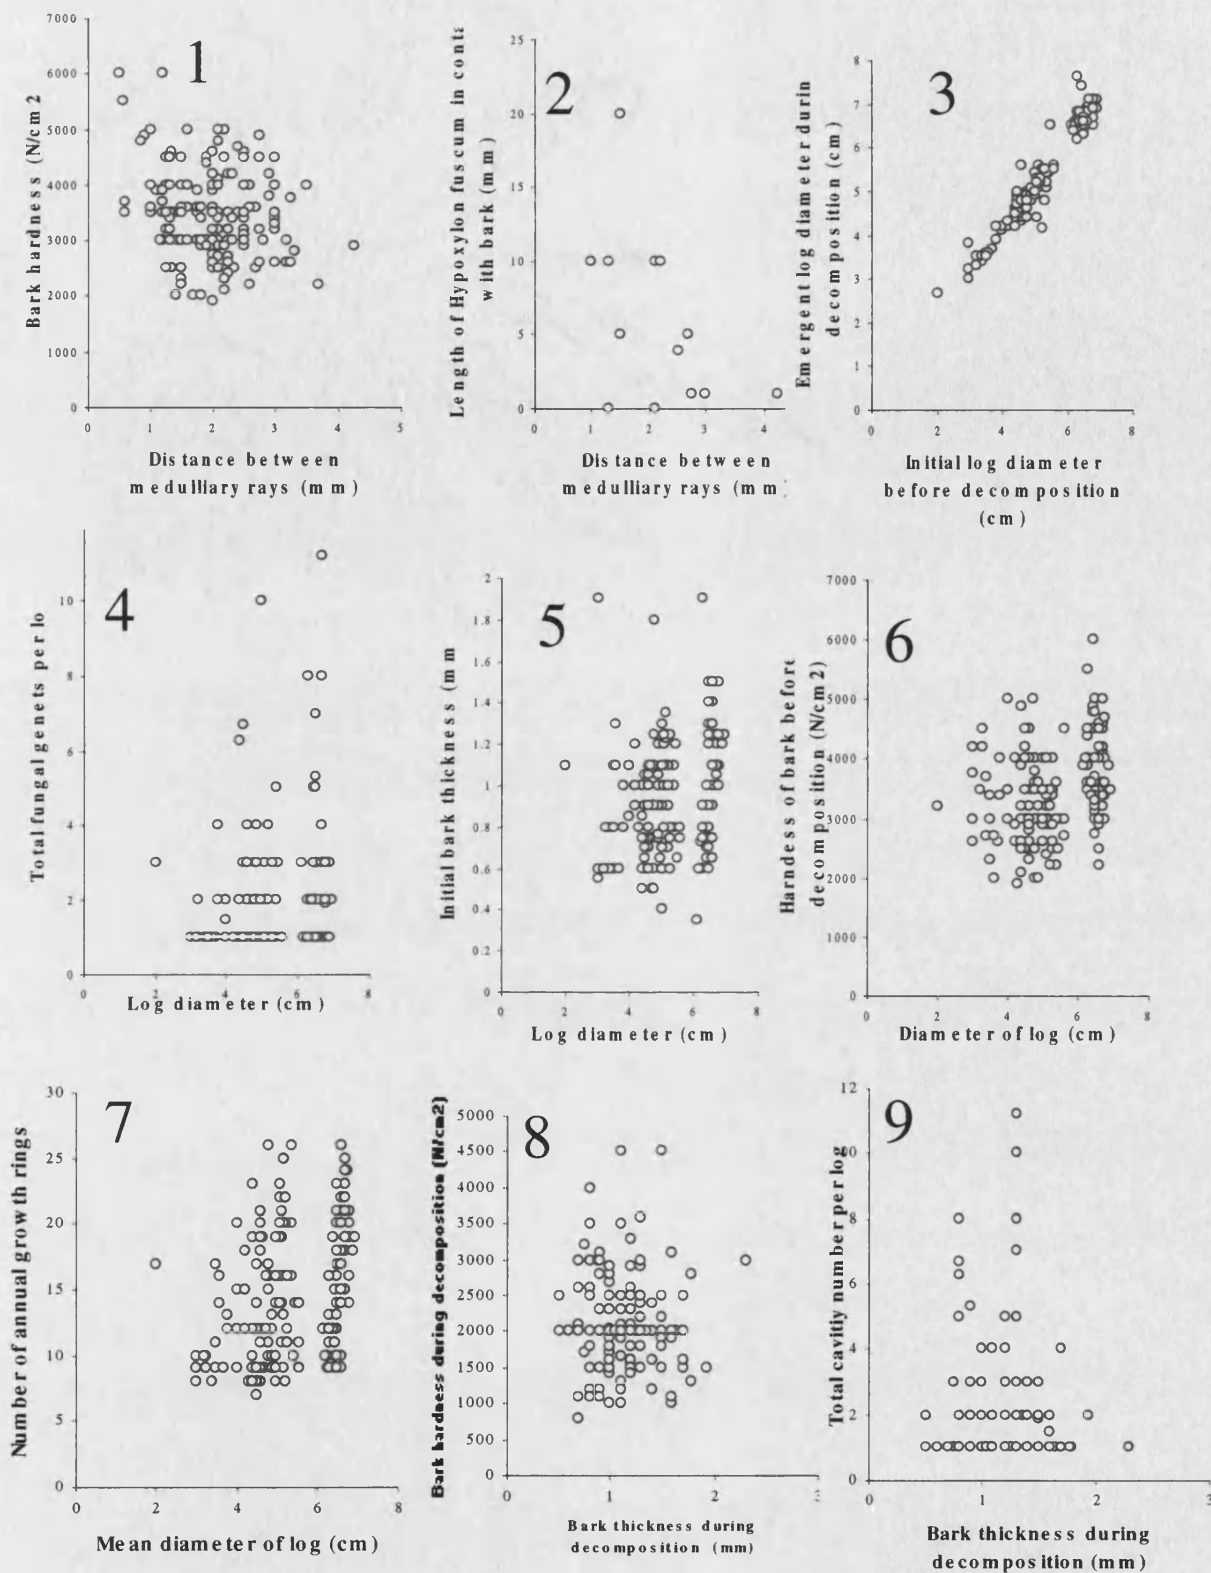 1
Bark hardness (N/cm 2
7000
6000
5000
4000
3000
2000
1000
0
0 1 2 3 4 5
Distance between
medulliary rays (mm)
2
Length of Hypoxylon fuscum in conta
with bark (mm)
25
20
15
10
5
0
0 1 2 3 4
Distance between
medulliary rays (mm
3
Emergent log diameter durin
decomposition (cm)
8
7
6
5
4
3
2
1
0
0 2 4 6 8
Initial log diameter
before decomposition
(cm)
4
Total fungal genets per lo
10
8
6
4
2
0
0 2 4 6 8
Log diameter (cm)
5
Initial bark thickness (mm
2
1.8
1.6
1.4
1.2
1
0.8
0.6
0.4
0.2
0
0 2 4 6 8
Log diameter (cm)
6
Harndess of bark before
decomposition (N/cm2)
7000
6000
5000
4000
3000
2000
1000
0
0 2 4 6 8
Diameter of log (cm)
7
Number of annual growth rings
30
25
20
15
10
5
0
0 2 4 6 8
Mean diameter of log (cm)
8
Bark hardness during decomposition (N/cm2)
5000
4500
4000
3500
3000
2500
2000
1500
1000
500
0
0 1 2 3
Bark thickness during
decomposition (mm)
9
Total cavitiy number per log
12
10
8
6
4
2
0
0 1 2 3
Bark thickness during
decomposition (mm)